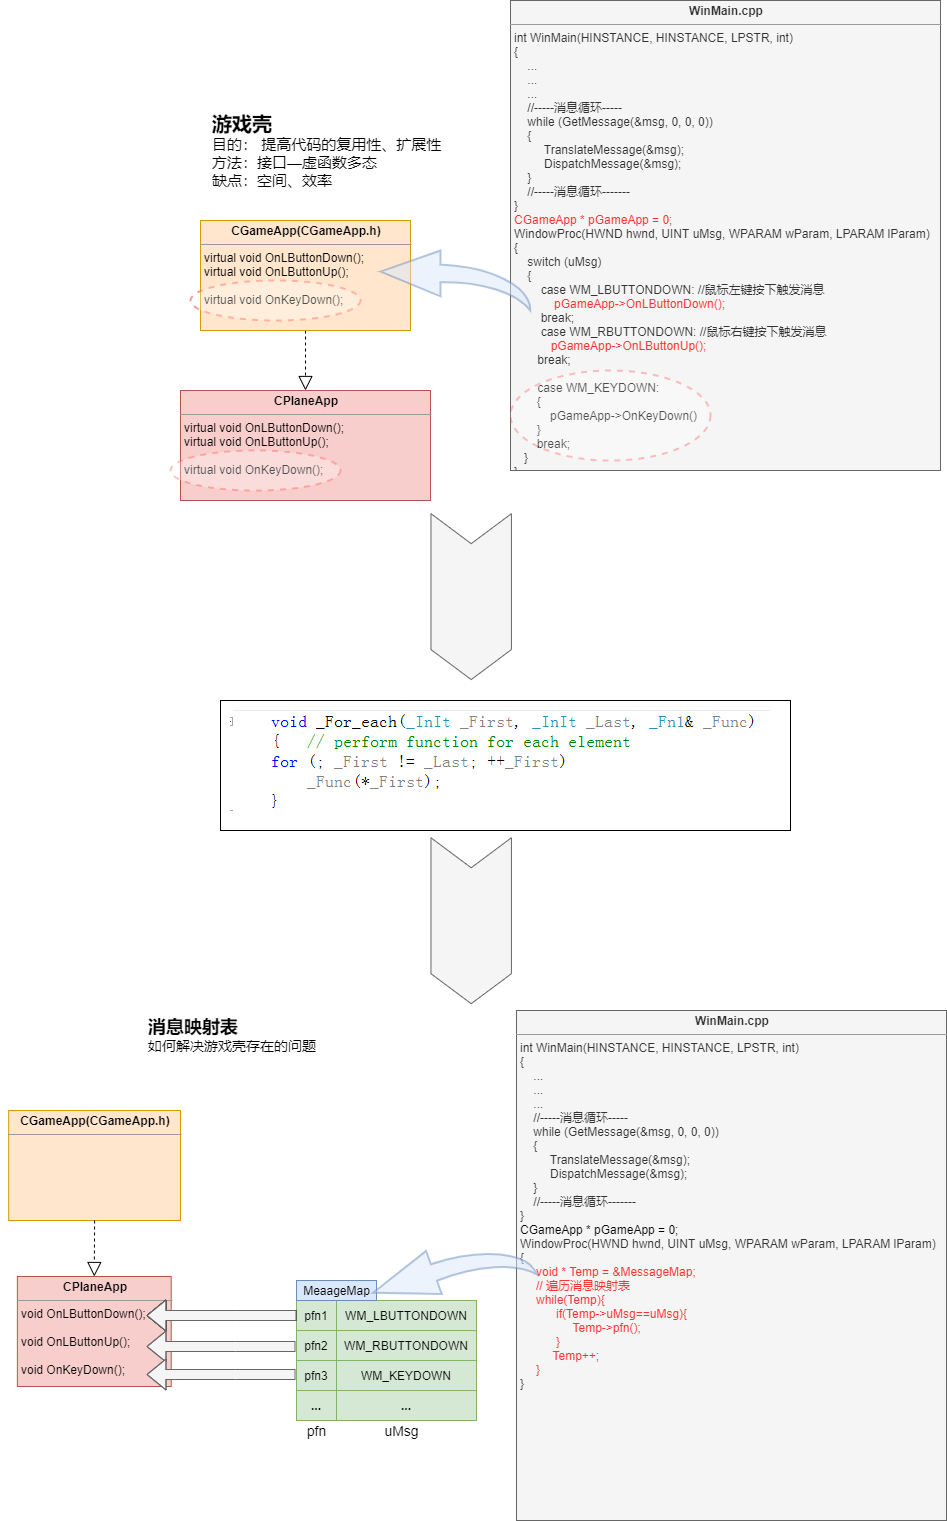 游戏壳
目的： 提高代码的复用性、扩展性
方法：接口—虚函数多态
缺点：空间、效率
CGameApp(CGameApp.h)
virtual void OnLButtonDown();
virtual void OnLButtonUp();
virtual void OnKeyDown();
CPlaneApp
virtual void OnLButtonDown();
virtual void OnLButtonUp();
virtual void OnKeyDown();
WinMain.cpp
int WinMain(HINSTANCE, HINSTANCE, LPSTR, int)
{
...
...
...
//-----消息循环-----
while (GetMessage(&msg, 0, 0, 0))
{
TranslateMessage(&msg);
DispatchMessage(&msg);
}
//-----消息循环-------
}
CGameApp * pGameApp = 0;
WindowProc(HWND hwnd, UINT uMsg, WPARAM wParam, LPARAM lParam)
{
switch (uMsg)
{
case WM_LBUTTONDOWN: //鼠标左键按下触发消息
pGameApp->OnLButtonDown();
break;
case WM_RBUTTONDOWN: //鼠标右键按下触发消息
pGameApp->OnLButtonUp();
break;
case WM_KEYDOWN:
{
pGameApp->OnKeyDown()
}
break;
}
void _For_each(_InIt _First, _InIt _Last, _Fn1& _Func)
{ // perform function for each element
for (; _First != _Last; ++_First)
_Func(*_First);
}
消息映射表
如何解决游戏壳存在的问题
CGameApp(CGameApp.h)
CPlaneApp
void OnLButtonDown();
void OnLButtonUp();
void OnKeyDown();
MeaageMap
pfn1 WM_LBUTTONDOWN
pfn2 WM_RBUTTONDOWN
pfn3 WM_KEYDOWN
... ...
pfn uMsg
WinMain.cpp
int WinMain(HINSTANCE, HINSTANCE, LPSTR, int)
{
...
...
...
//-----消息循环-----
while (GetMessage(&msg, 0, 0, 0))
{
TranslateMessage(&msg);
DispatchMessage(&msg);
}
//-----消息循环-------
}
CGameApp * pGameApp = 0;
WindowProc(HWND hwnd, UINT uMsg, WPARAM wParam, LPARAM lParam)
{
void * Temp = &MessageMap;
// 遍历消息映射表
while(Temp){
if(Temp->uMsg==uMsg){
Temp->pfn();
}
Temp++;
}
}